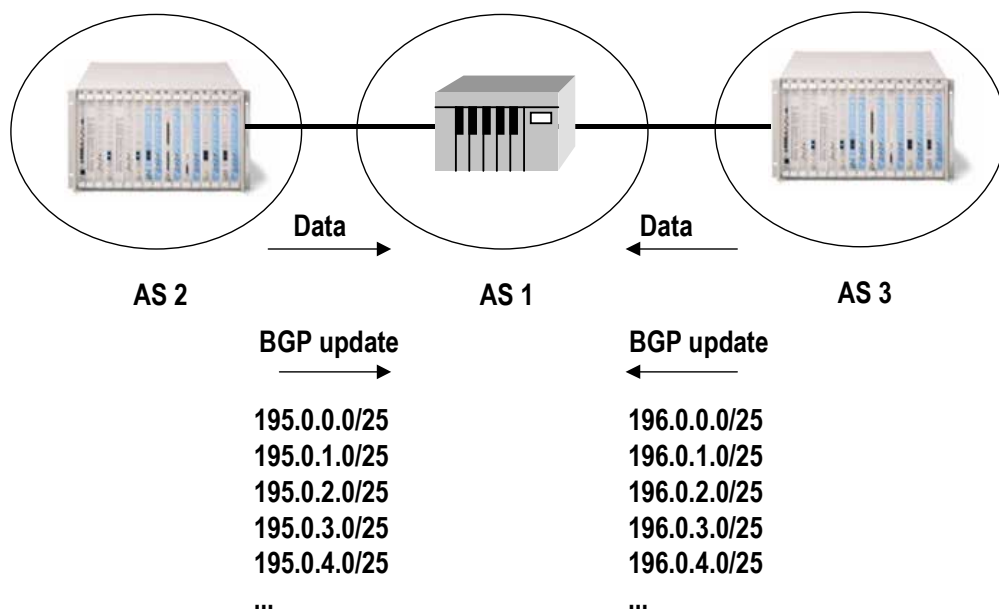 Data
Data
AS 2
AS 1
AS 3
BGP update
BGP update
195.0.0.0/25
195.0.1.0/25
195.0.2.0/25
195.0.3.0/25
195.0.4.0/25
...
196.0.0.0/25
196.0.1.0/25
196.0.2.0/25
196.0.3.0/25
196.0.4.0/25
...